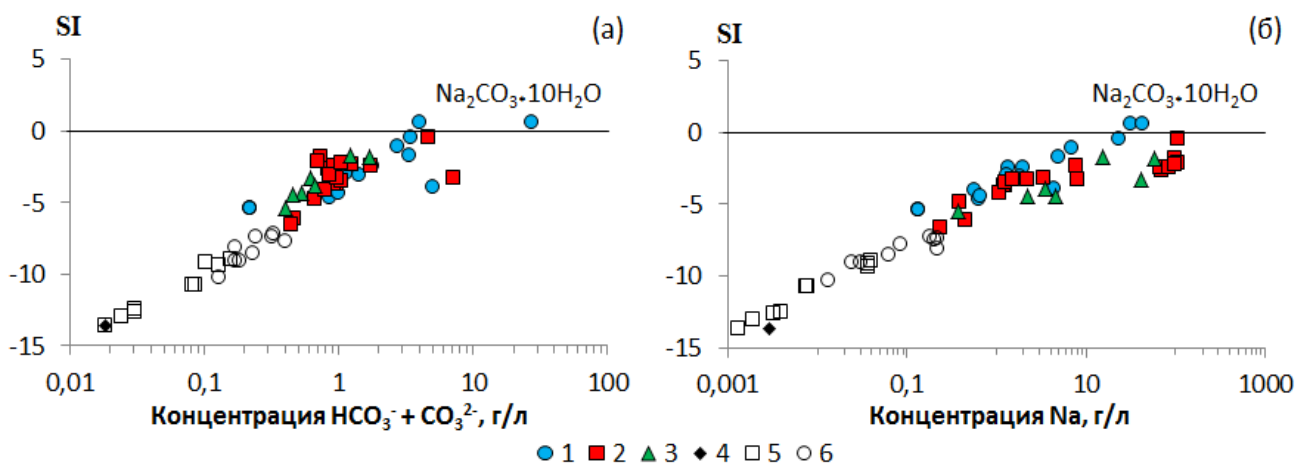 SI
(а)
5
Na₂CO₃·10H₂O
0
-5
-10
-15
0,01 0,1 1 10 100
Концентрация HCO₃⁻ + CO₃²⁻, г/л
SI
(б)
5
Na₂CO₃·10H₂O
0
-5
-10
-15
0,001 0,1 10 1000
Концентрация Na, г/л
1 2 3 4 5 6